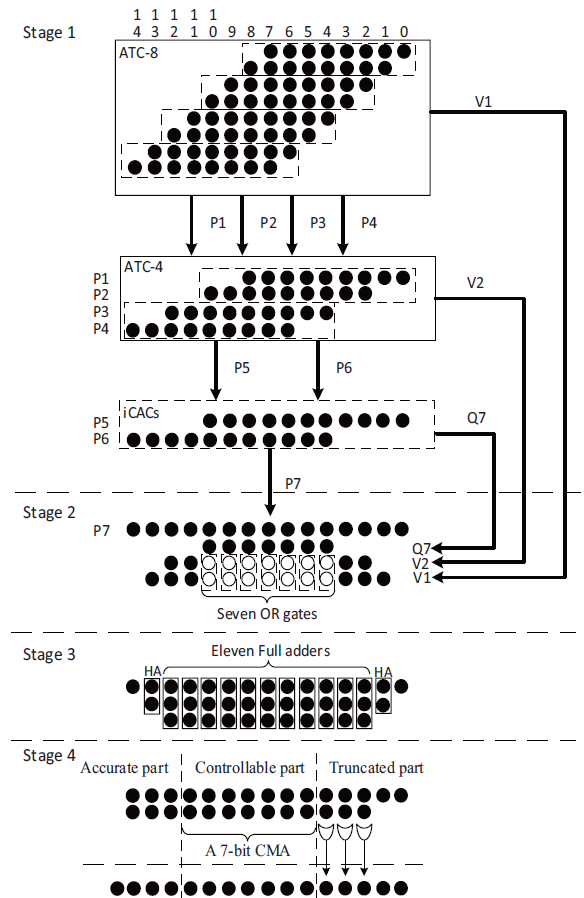 Stage 1
1 1 1 1 1
4 3 2 1 0 9 8 7 6 5 4 3 2 1 0
ATC-8
V1
P1 P2 P3 P4
ATC-4
P1
P2
P3
P4
V2
P5 P6
iCACs
P5
P6
Q7
P7
Stage 2
P7
Q7
V2
V1
Seven OR gates
Stage 3
Eleven Full adders
HA HA
Stage 4
Accurate part Controllable part Truncated part
A 7-bit CMA